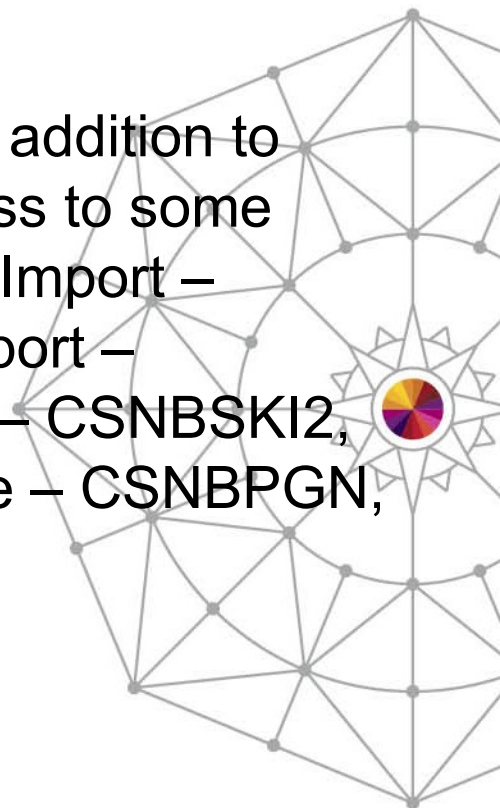 addition to
ss to some
Import –
port –
– CSNBSKI2,
e – CSNBPGN,